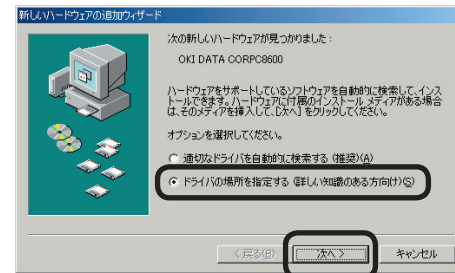 新しいハードウェアの追加ウィザード
次の新しいハードウェアが見つかりました :
OKI DATA CORPC8600
ハードウェアをサポートしているソフトウェアを自動的に検索して、インス
トールできます。ハードウェアに付属のインストール メディアがある場合
は、そのメディアを挿入して、[次へ] をクリックしてください。
オプションを選択してください。
適切なドライバを自動的に検索する (推奨)(A)
ドライバの場所を指定する (詳しい知識のある方向け)(S)
< 戻る(B)
次へ >
キャンセル